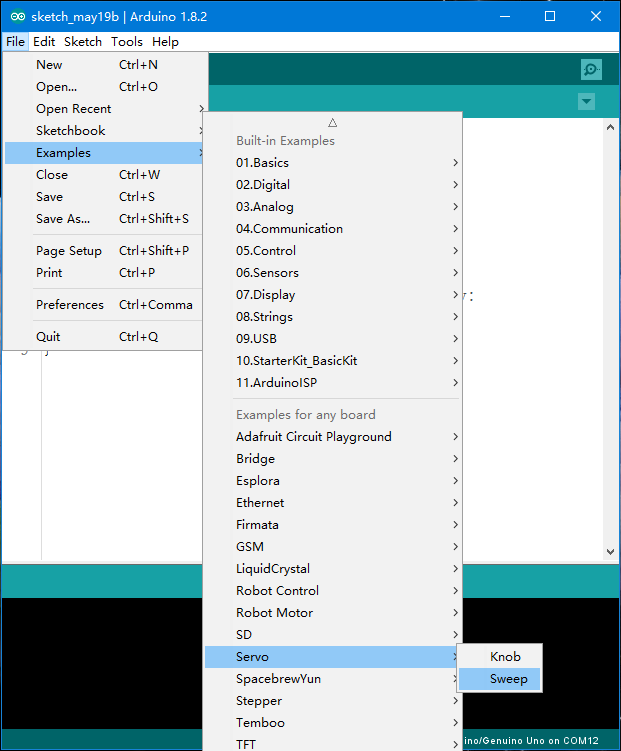 sketch_may19b | Arduino 1.8.2
File Edit Sketch Tools Help
New Ctrl+N
Open... Ctrl+O
Open Recent
Sketchbook
Examples
Close Ctrl+W
Save Ctrl+S
Save As... Ctrl+Shift+S
Page Setup Ctrl+Shift+P
Print Ctrl+P
Preferences Ctrl+Comma
Quit Ctrl+Q
Built-in Examples
01.Basics
02.Digital
03.Analog
04.Communication
05.Control
06.Sensors
07.Display
08.Strings
09.USB
10.StarterKit_BasicKit
11.ArduinoISP
Examples for any board
Adafruit Circuit Playground
Bridge
Esplora
Ethernet
Firmata
GSM
LiquidCrystal
Robot Control
Robot Motor
SD
Servo
SpacebrewYun
Stepper
Temboo
TFT
Knob
Sweep
ino/Genuino Uno on COM12